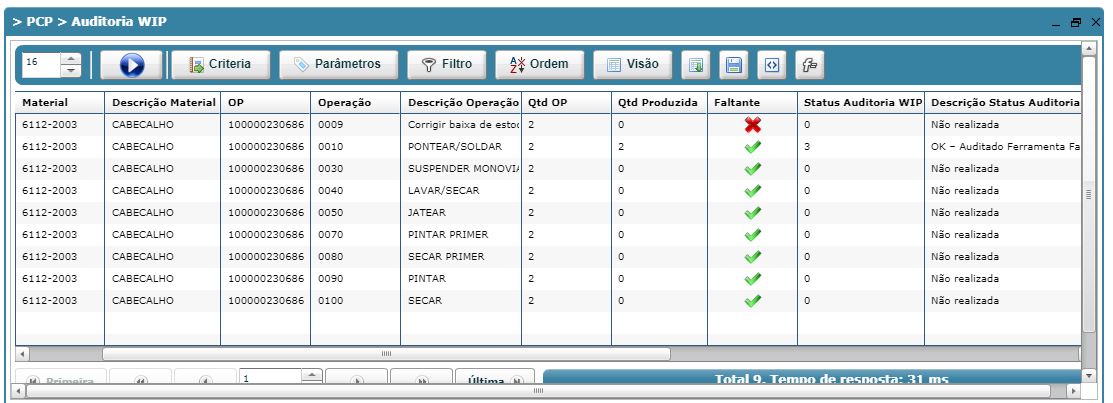 > PCP > Auditoria WIP
16 Criteria Parâmetros Filtro Ordem Visão
Material Descrição Material OP Operação Descrição Operação Qtd OP Qtd Produzida Faltante Status Auditoria WIP Descrição Status Auditoria
6112-2003 CABECALHO 100000230686 0009 Corrigir baixa de estoq 2 0 0 Não realizada
6112-2003 CABECALHO 100000230686 0010 PONTEAR/SOLDAR 2 2 3 OK – Auditado Ferramenta Fa
6112-2003 CABECALHO 100000230686 0030 SUSPENDER MONOVIA 2 0 0 Não realizada
6112-2003 CABECALHO 100000230686 0040 LAVAR/SECAR 2 0 0 Não realizada
6112-2003 CABECALHO 100000230686 0050 JATEAR 2 0 0 Não realizada
6112-2003 CABECALHO 100000230686 0070 PINTAR PRIMER 2 0 0 Não realizada
6112-2003 CABECALHO 100000230686 0080 SECAR PRIMER 2 0 0 Não realizada
6112-2003 CABECALHO 100000230686 0090 PINTAR 2 0 0 Não realizada
6112-2003 CABECALHO 100000230686 0100 SECAR 2 0 0 Não realizada
Primeira 1 Última Total 9. Tempo de resposta: 31 ms